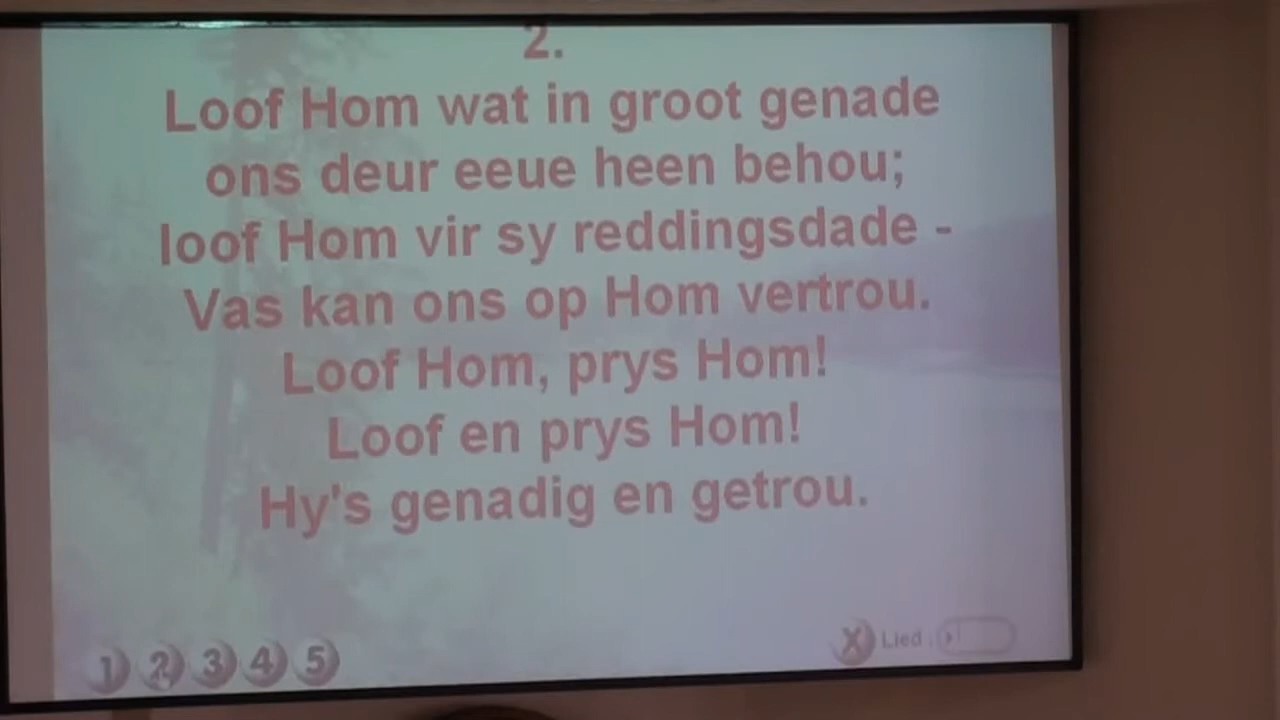 2.
Loof Hom wat in groot genade
ons deur eeue heen behou;
loof Hom vir sy reddingsdade -
Vas kan ons op Hom vertrou.
Loof Hom, prys Hom!
Loof en prys Hom!
Hy's genadig en getrou.
1 2 3 4 5
X Lied :